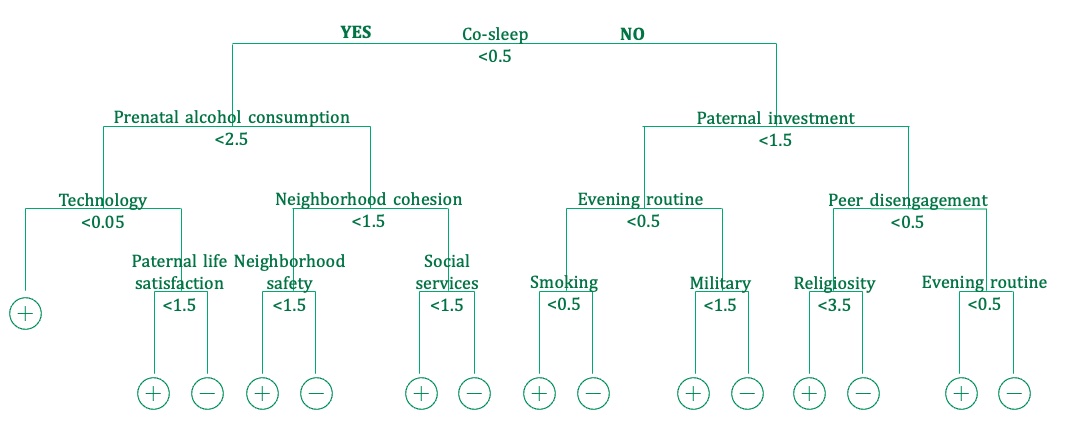 YES Co-sleep NO
<0.5
Prenatal alcohol consumption Paternal investment
<2.5 <1.5
Technology Neighborhood cohesion Evening routine Peer disengagement
<0.05 <1.5 <0.5 <0.5
Paternal life Neighborhood Social
satisfaction safety services Smoking Military Religiosity Evening routine
<1.5 <1.5 <1.5 <0.5 <1.5 <3.5 <0.5
+
+ − + − + − + − + − + − + −